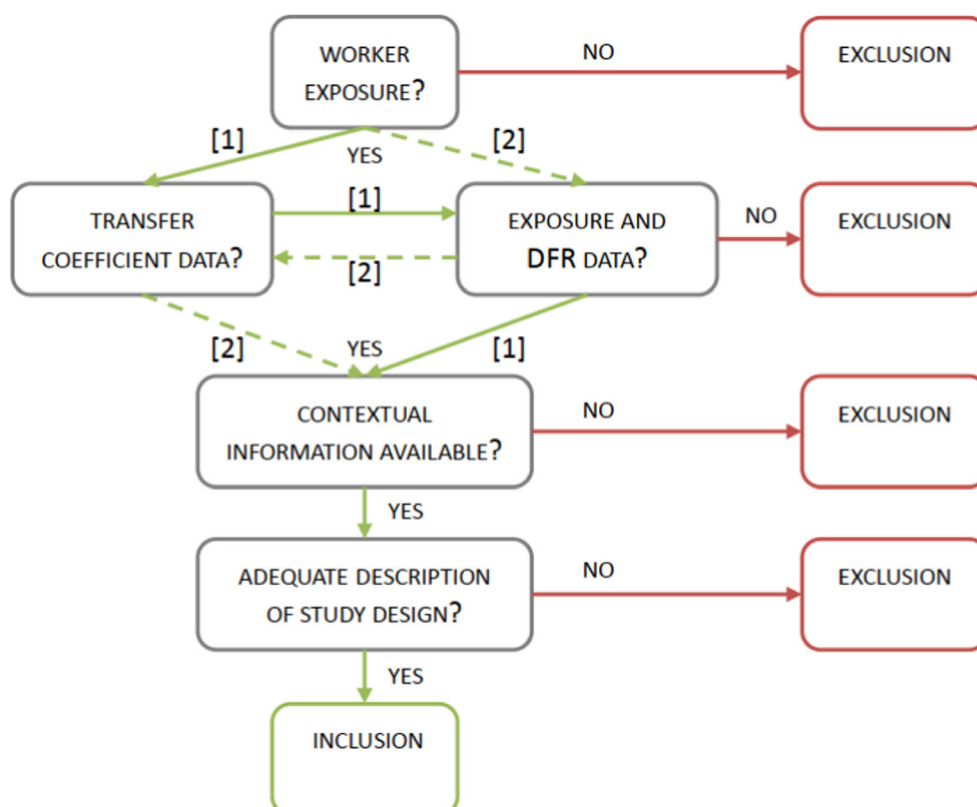 WORKER
EXPOSURE?
NO
EXCLUSION
[1]
YES
[2]
TRANSFER
COEFFICIENT DATA?
[1]
[2]
EXPOSURE AND
DFR DATA?
NO
EXCLUSION
[2]
YES
[1]
CONTEXTUAL
INFORMATION AVAILABLE?
NO
EXCLUSION
YES
ADEQUATE DESCRIPTION
OF STUDY DESIGN?
NO
EXCLUSION
YES
INCLUSION